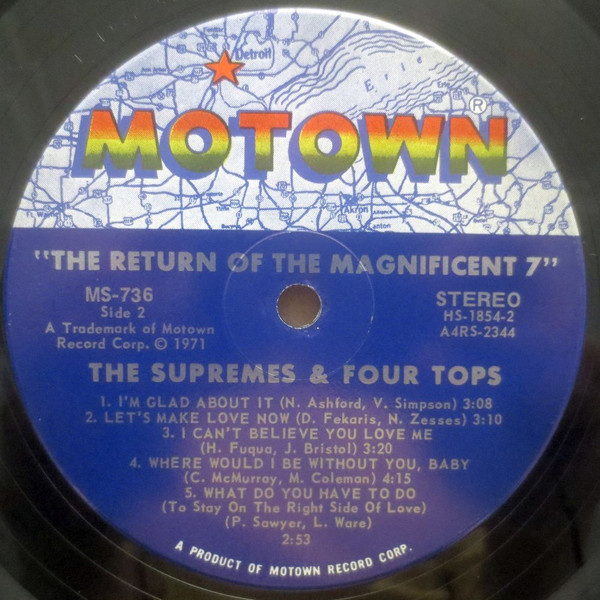 Detroit
Erie
Erie
MOTOWN®
Akron
Alliance
Canton
"THE RETURN OF THE MAGNIFICENT 7"
MS-736
Side 2
A Trademark of Motown
Record Corp. © 1971
STEREO
HS-1854-2
A4RS-2344
THE SUPREMES & FOUR TOPS
1. I'M GLAD ABOUT IT (N. Ashford, V. Simpson) 3:08
2. LET'S MAKE LOVE NOW (D. Fekaris, N. Zesses) 3:10
3. I CAN'T BELIEVE YOU LOVE ME
(H. Fuqua, J. Bristol) 3:20
4. WHERE WOULD I BE WITHOUT YOU, BABY
(C. McMurray, M. Coleman) 4:15
5. WHAT DO YOU HAVE TO DO
(To Stay On The Right Side Of Love)
(P. Sawyer, L. Ware)
2:53
A PRODUCT OF MOTOWN RECORD CORP.